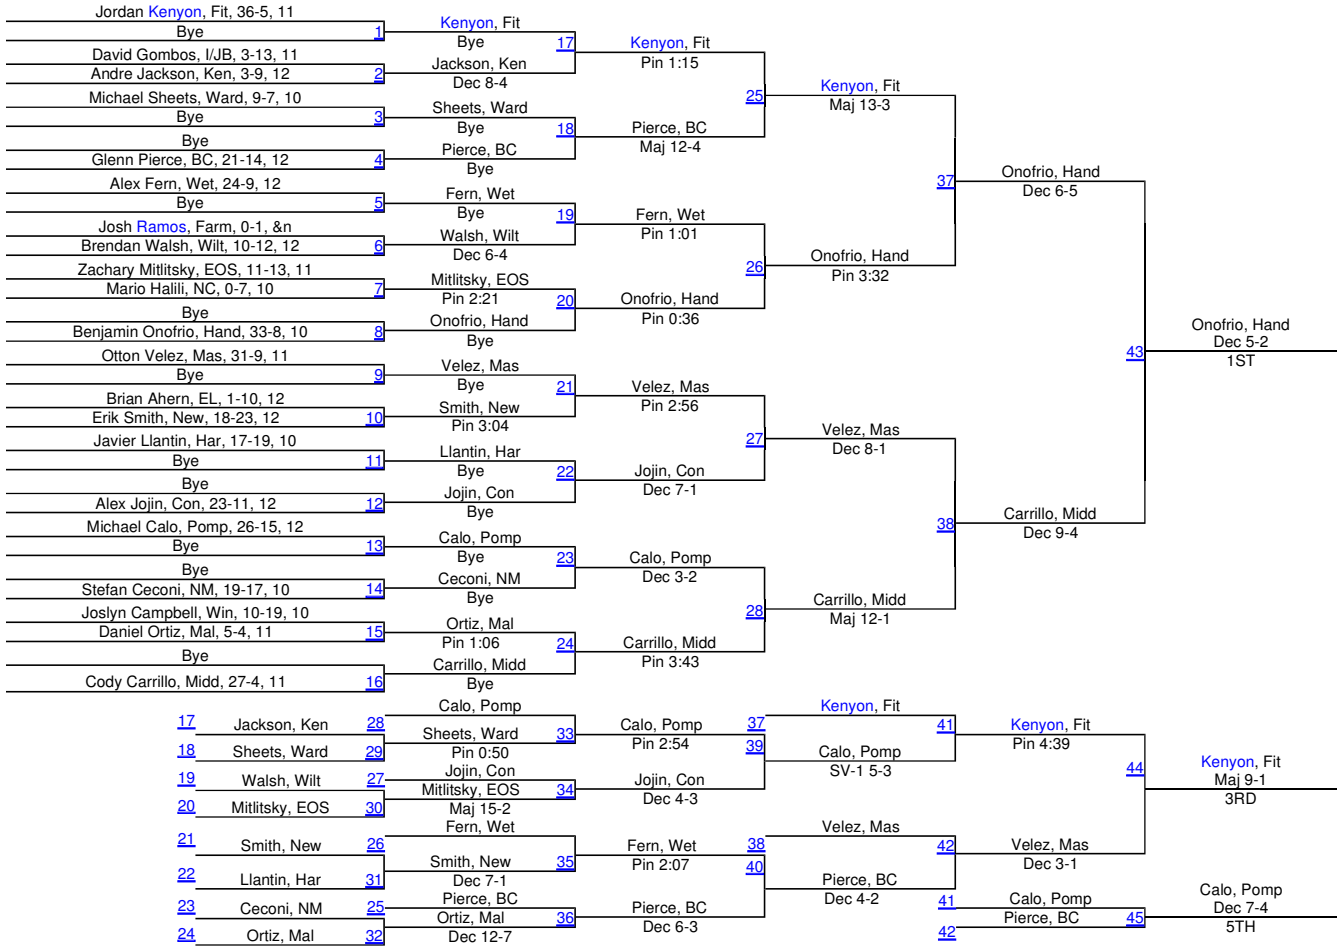 Jordan Kenyon, Fit, 36-5, 11
Bye
1
David Gombos, I/JB, 3-13, 11
Andre Jackson, Ken, 3-9, 12
2
Michael Sheets, Ward, 9-7, 10
Bye
3
Bye
Glenn Pierce, BC, 21-14, 12
4
Alex Fern, Wet, 24-9, 12
Bye
5
Josh Ramos, Farm, 0-1, &n
Brendan Walsh, Wilt, 10-12, 12
6
Zachary Mitlitsky, EOS, 11-13, 11
Mario Halili, NC, 0-7, 10
7
Bye
Benjamin Onofrio, Hand, 33-8, 10
8
Otton Velez, Mas, 31-9, 11
Bye
9
Brian Ahern, EL, 1-10, 12
Erik Smith, New, 18-23, 12
10
Javier Llantin, Har, 17-19, 10
Bye
11
Bye
Alex Jojin, Con, 23-11, 12
12
Michael Calo, Pomp, 26-15, 12
Bye
13
Bye
Stefan Ceconi, NM, 19-17, 10
14
Joslyn Campbell, Win, 10-19, 10
Daniel Ortiz, Mal, 5-4, 11
15
Bye
Cody Carrillo, Midd, 27-4, 11
16
Kenyon, Fit
Bye
17
Jackson, Ken
Dec 8-4
Sheets, Ward
Bye
18
Pierce, BC
Bye
Fern, Wet
Bye
19
Walsh, Wilt
Dec 6-4
Mitlitsky, EOS
Pin 2:21
20
Onofrio, Hand
Bye
Velez, Mas
Bye
21
Smith, New
Pin 3:04
Llantin, Har
Bye
22
Jojin, Con
Bye
Calo, Pomp
Bye
23
Ceconi, NM
Bye
Ortiz, Mal
Pin 1:06
24
Carrillo, Midd
Bye
Kenyon, Fit
Pin 1:15
25
Pierce, BC
Maj 12-4
Fern, Wet
Pin 1:01
26
Onofrio, Hand
Pin 0:36
Velez, Mas
Pin 2:56
27
Jojin, Con
Dec 7-1
Calo, Pomp
Dec 3-2
28
Carrillo, Midd
Pin 3:43
Kenyon, Fit
Maj 13-3
37
Onofrio, Hand
Pin 3:32
Velez, Mas
Dec 8-1
38
Carrillo, Midd
Maj 12-1
Onofrio, Hand
Dec 6-5
43
Carrillo, Midd
Dec 9-4
Onofrio, Hand
Dec 5-2
1ST
17
Jackson, Ken
28
18
Sheets, Ward
29
19
Walsh, Wilt
27
20
Mitlitsky, EOS
30
21
Smith, New
26
22
Llantin, Har
31
23
Ceconi, NM
25
24
Ortiz, Mal
32
Calo, Pomp
Sheets, Ward
33
Pin 0:50
Jojin, Con
Mitlitsky, EOS
34
Maj 15-2
Fern, Wet
Smith, New
35
Dec 7-1
Pierce, BC
Ortiz, Mal
36
Dec 12-7
Calo, Pomp
37
Pin 2:54
39
Jojin, Con
Dec 4-3
Fern, Wet
38
Pin 2:07
40
Pierce, BC
Dec 6-3
Kenyon, Fit
41
Calo, Pomp
SV-1 5-3
Velez, Mas
42
Pierce, BC
Dec 4-2
Kenyon, Fit
Pin 4:39
44
Velez, Mas
Dec 3-1
Kenyon, Fit
Maj 9-1
3RD
41
Calo, Pomp
Pierce, BC
45
42
Calo, Pomp
Dec 7-4
5TH